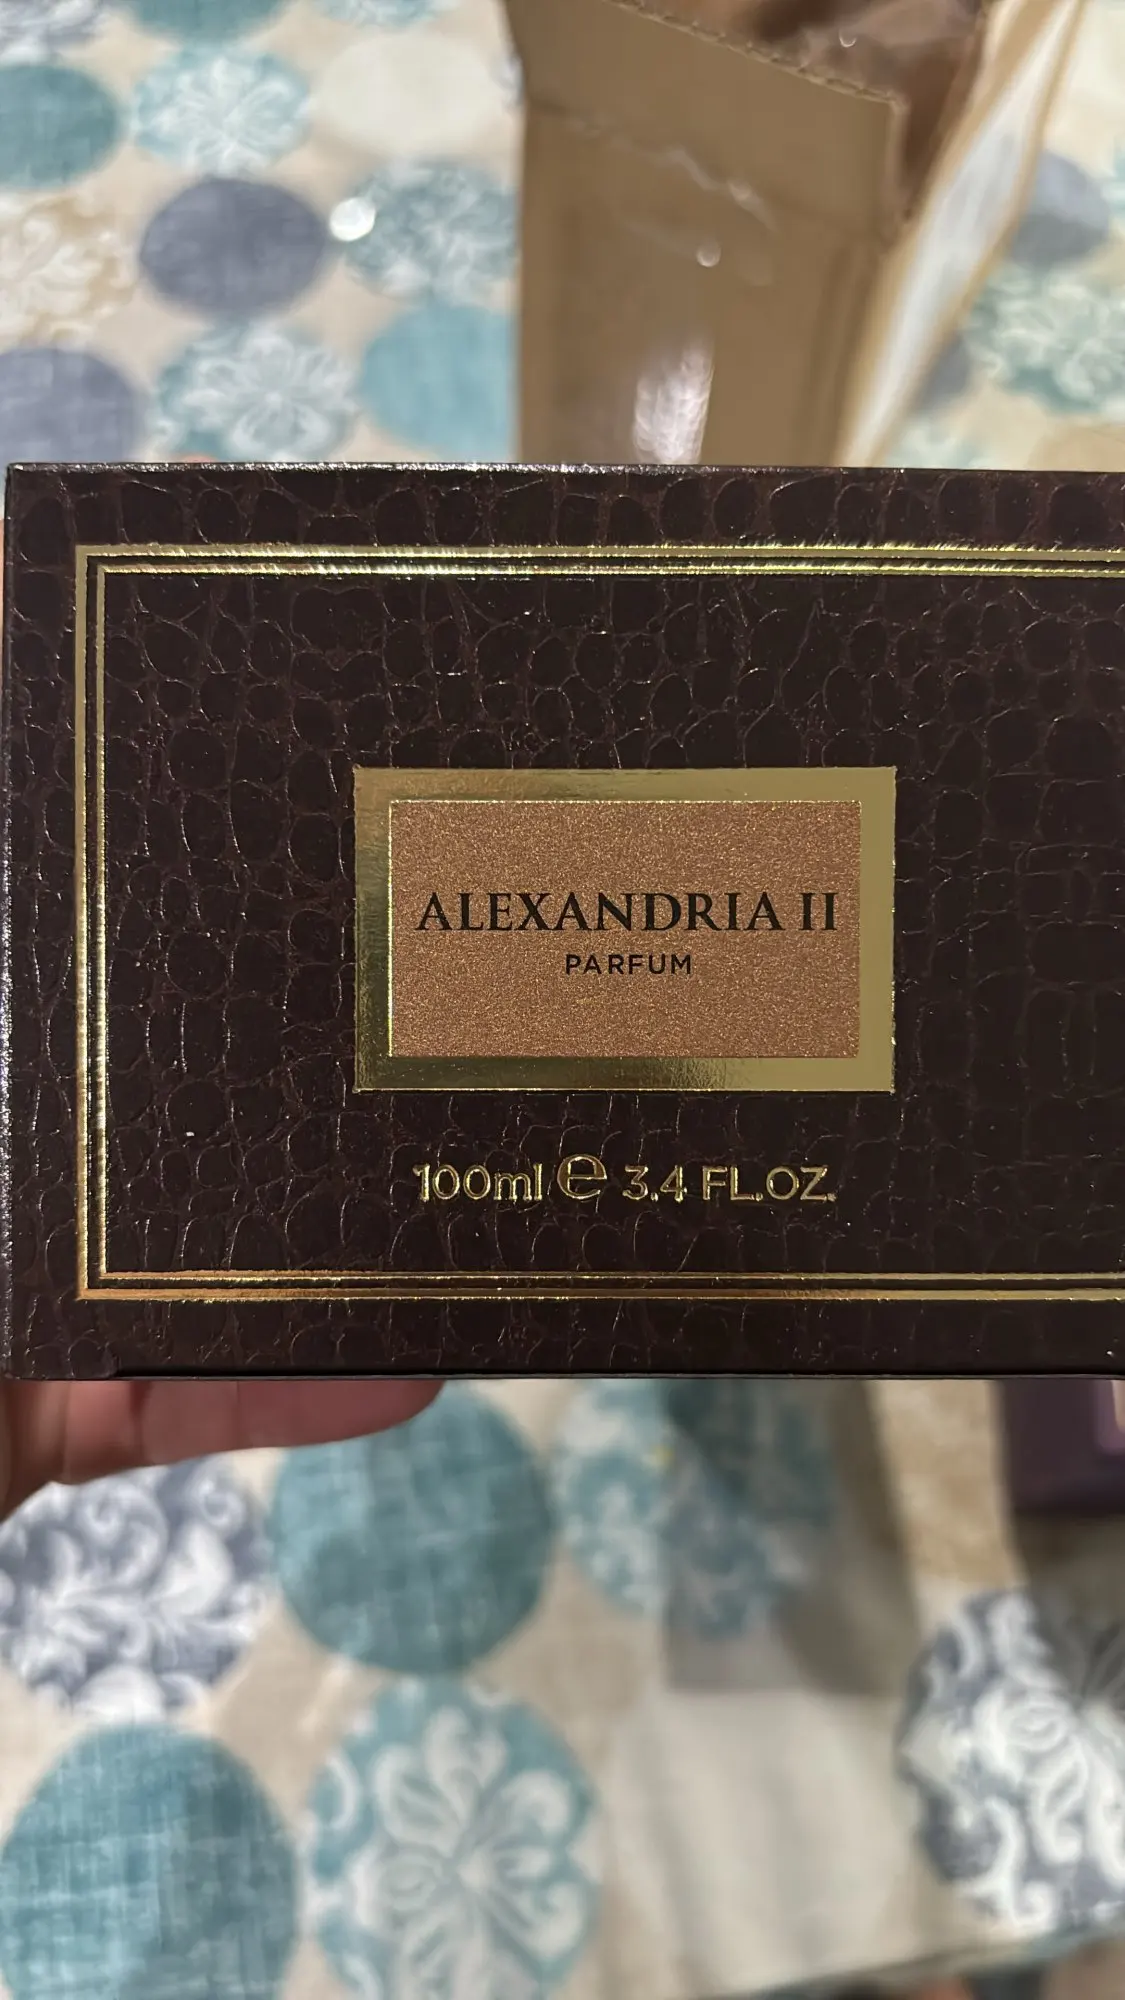 ALEXANDRIA II
PARFUM
100ml e 3.4 FL.OZ.